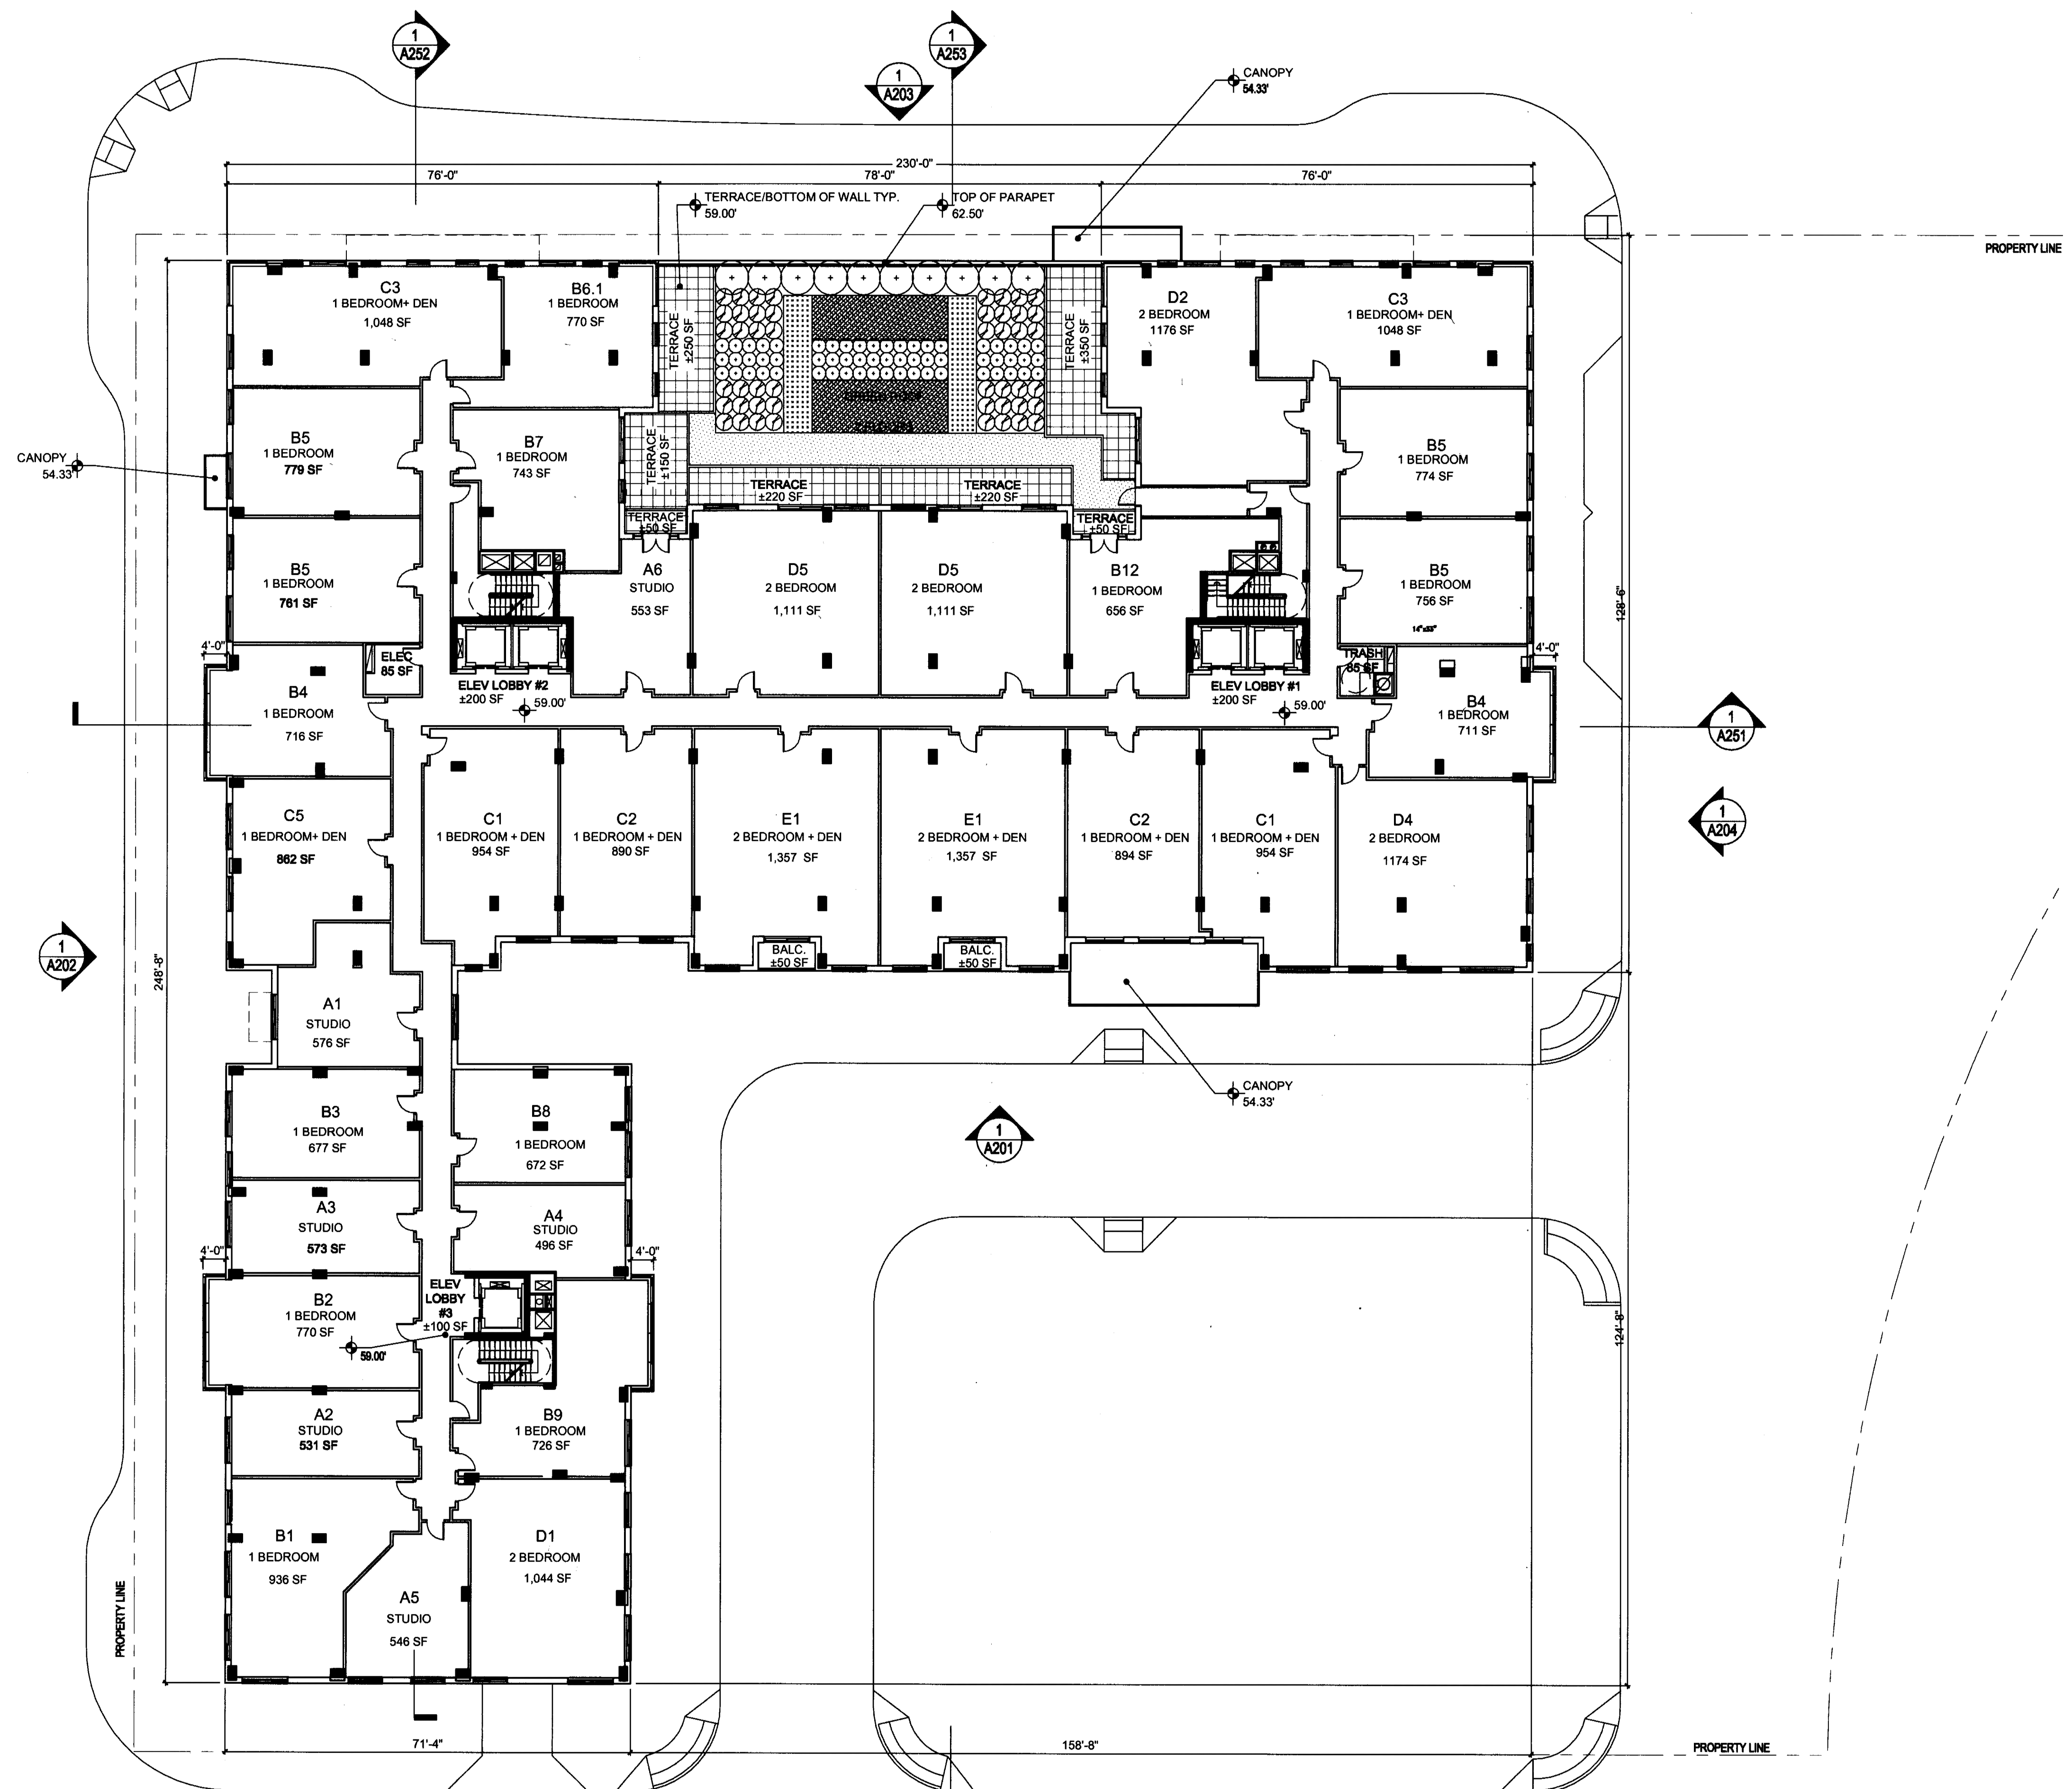 1
A252
1
A253
1
A203
CANOPY
54.33'
230'-0"
76'-0"
78'-0"
76'-0"
TERRACE/BOTTOM OF WALL TYP.
59.00'
TOP OF PARAPET
62.50'
PROPERTY LINE
C3
1 BEDROOM+ DEN
1,048 SF
B6.1
1 BEDROOM
770 SF
TERRACE
±250 SF
TERRACE
±350 SF
D2
2 BEDROOM
1176 SF
C3
1 BEDROOM+ DEN
1048 SF
CANOPY
54.33'
B5
1 BEDROOM
779 SF
B7
1 BEDROOM
743 SF
TERRACE
±150 SF
TERRACE
±220 SF
TERRACE
±220 SF
B5
1 BEDROOM
774 SF
TERRACE
±50 SF
TERRACE
±50 SF
B5
1 BEDROOM
761 SF
A6
STUDIO
553 SF
D5
2 BEDROOM
1,111 SF
D5
2 BEDROOM
1,111 SF
B12
1 BEDROOM
656 SF
B5
1 BEDROOM
756 SF
128'-6"
4'-0"
ELEC
85 SF
TRASH
85 SF
4'-0"
ELEV LOBBY #2
±200 SF
59.00'
ELEV LOBBY #1
±200 SF
59.00'
B4
1 BEDROOM
716 SF
B4
1 BEDROOM
711 SF
1
A251
C5
1 BEDROOM+ DEN
862 SF
C1
1 BEDROOM + DEN
954 SF
C2
1 BEDROOM + DEN
890 SF
E1
2 BEDROOM + DEN
1,357 SF
E1
2 BEDROOM + DEN
1,357 SF
C2
1 BEDROOM + DEN
894 SF
C1
1 BEDROOM + DEN
954 SF
D4
2 BEDROOM
1174 SF
1
A204
1
A202
248'-8"
BALC.
±50 SF
BALC.
±50 SF
A1
STUDIO
576 SF
CANOPY
54.33'
B3
1 BEDROOM
677 SF
B8
1 BEDROOM
672 SF
1
A201
A3
STUDIO
573 SF
A4
STUDIO
496 SF
4'-0"
4'-0"
ELEV
LOBBY
#3
±100 SF
B2
1 BEDROOM
770 SF
59.00'
124'-8"
A2
STUDIO
531 SF
B9
1 BEDROOM
726 SF
B1
1 BEDROOM
936 SF
D1
2 BEDROOM
1,044 SF
A5
STUDIO
546 SF
PROPERTY LINE
71'-4"
158'-8"
PROPERTY LINE